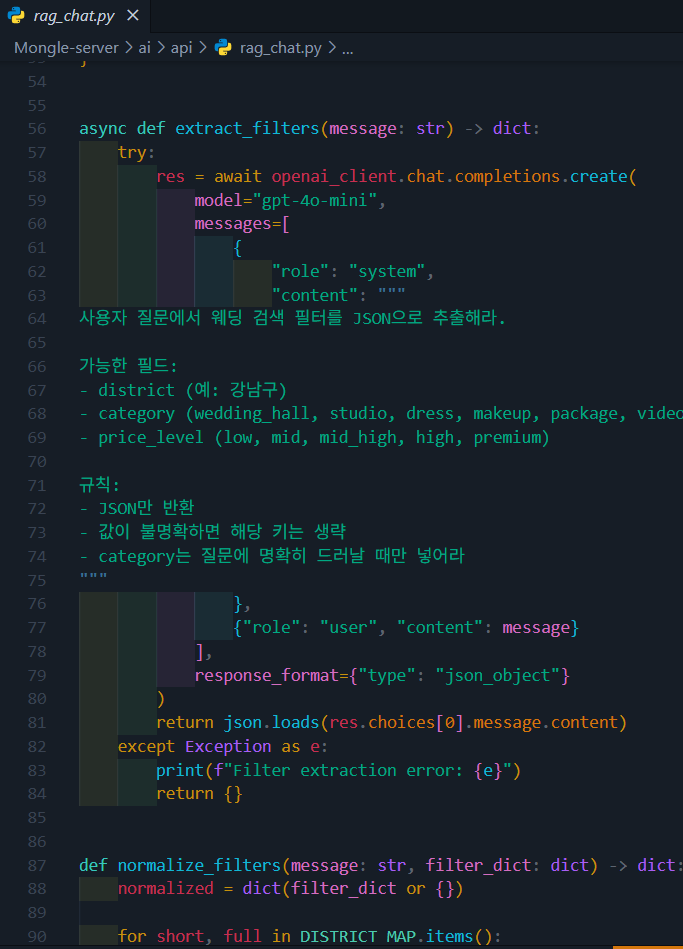 rag_chat.py
Mongle-server > ai > api > rag_chat.py > ...
54
55
56 async def extract_filters(message: str) -> dict:
57     try:
58         res = await openai_client.chat.completions.create(
59             model="gpt-4o-mini",
60             messages=[
61                 {
62                     "role": "system",
63                     "content": """
64 사용자 질문에서 웨딩 검색 필터를 JSON으로 추출해라.
65
66 가능한 필드:
67 - district (예: 강남구)
68 - category (wedding_hall, studio, dress, makeup, package, video
69 - price_level (low, mid, mid_high, high, premium)
70
71 규칙:
72 - JSON만 반환
73 - 값이 불명확하면 해당 키는 생략
74 - category는 질문에 명확히 드러날 때만 넣어라
75 """
76                 },
77                 {"role": "user", "content": message}
78             ],
79             response_format={"type": "json_object"}
80         )
81         return json.loads(res.choices[0].message.content)
82     except Exception as e:
83         print(f"Filter extraction error: {e}")
84         return {}
85
86
87 def normalize_filters(message: str, filter_dict: dict) -> dict:
88     normalized = dict(filter_dict or {})
89
90     for short, full in DISTRICT_MAP.items():